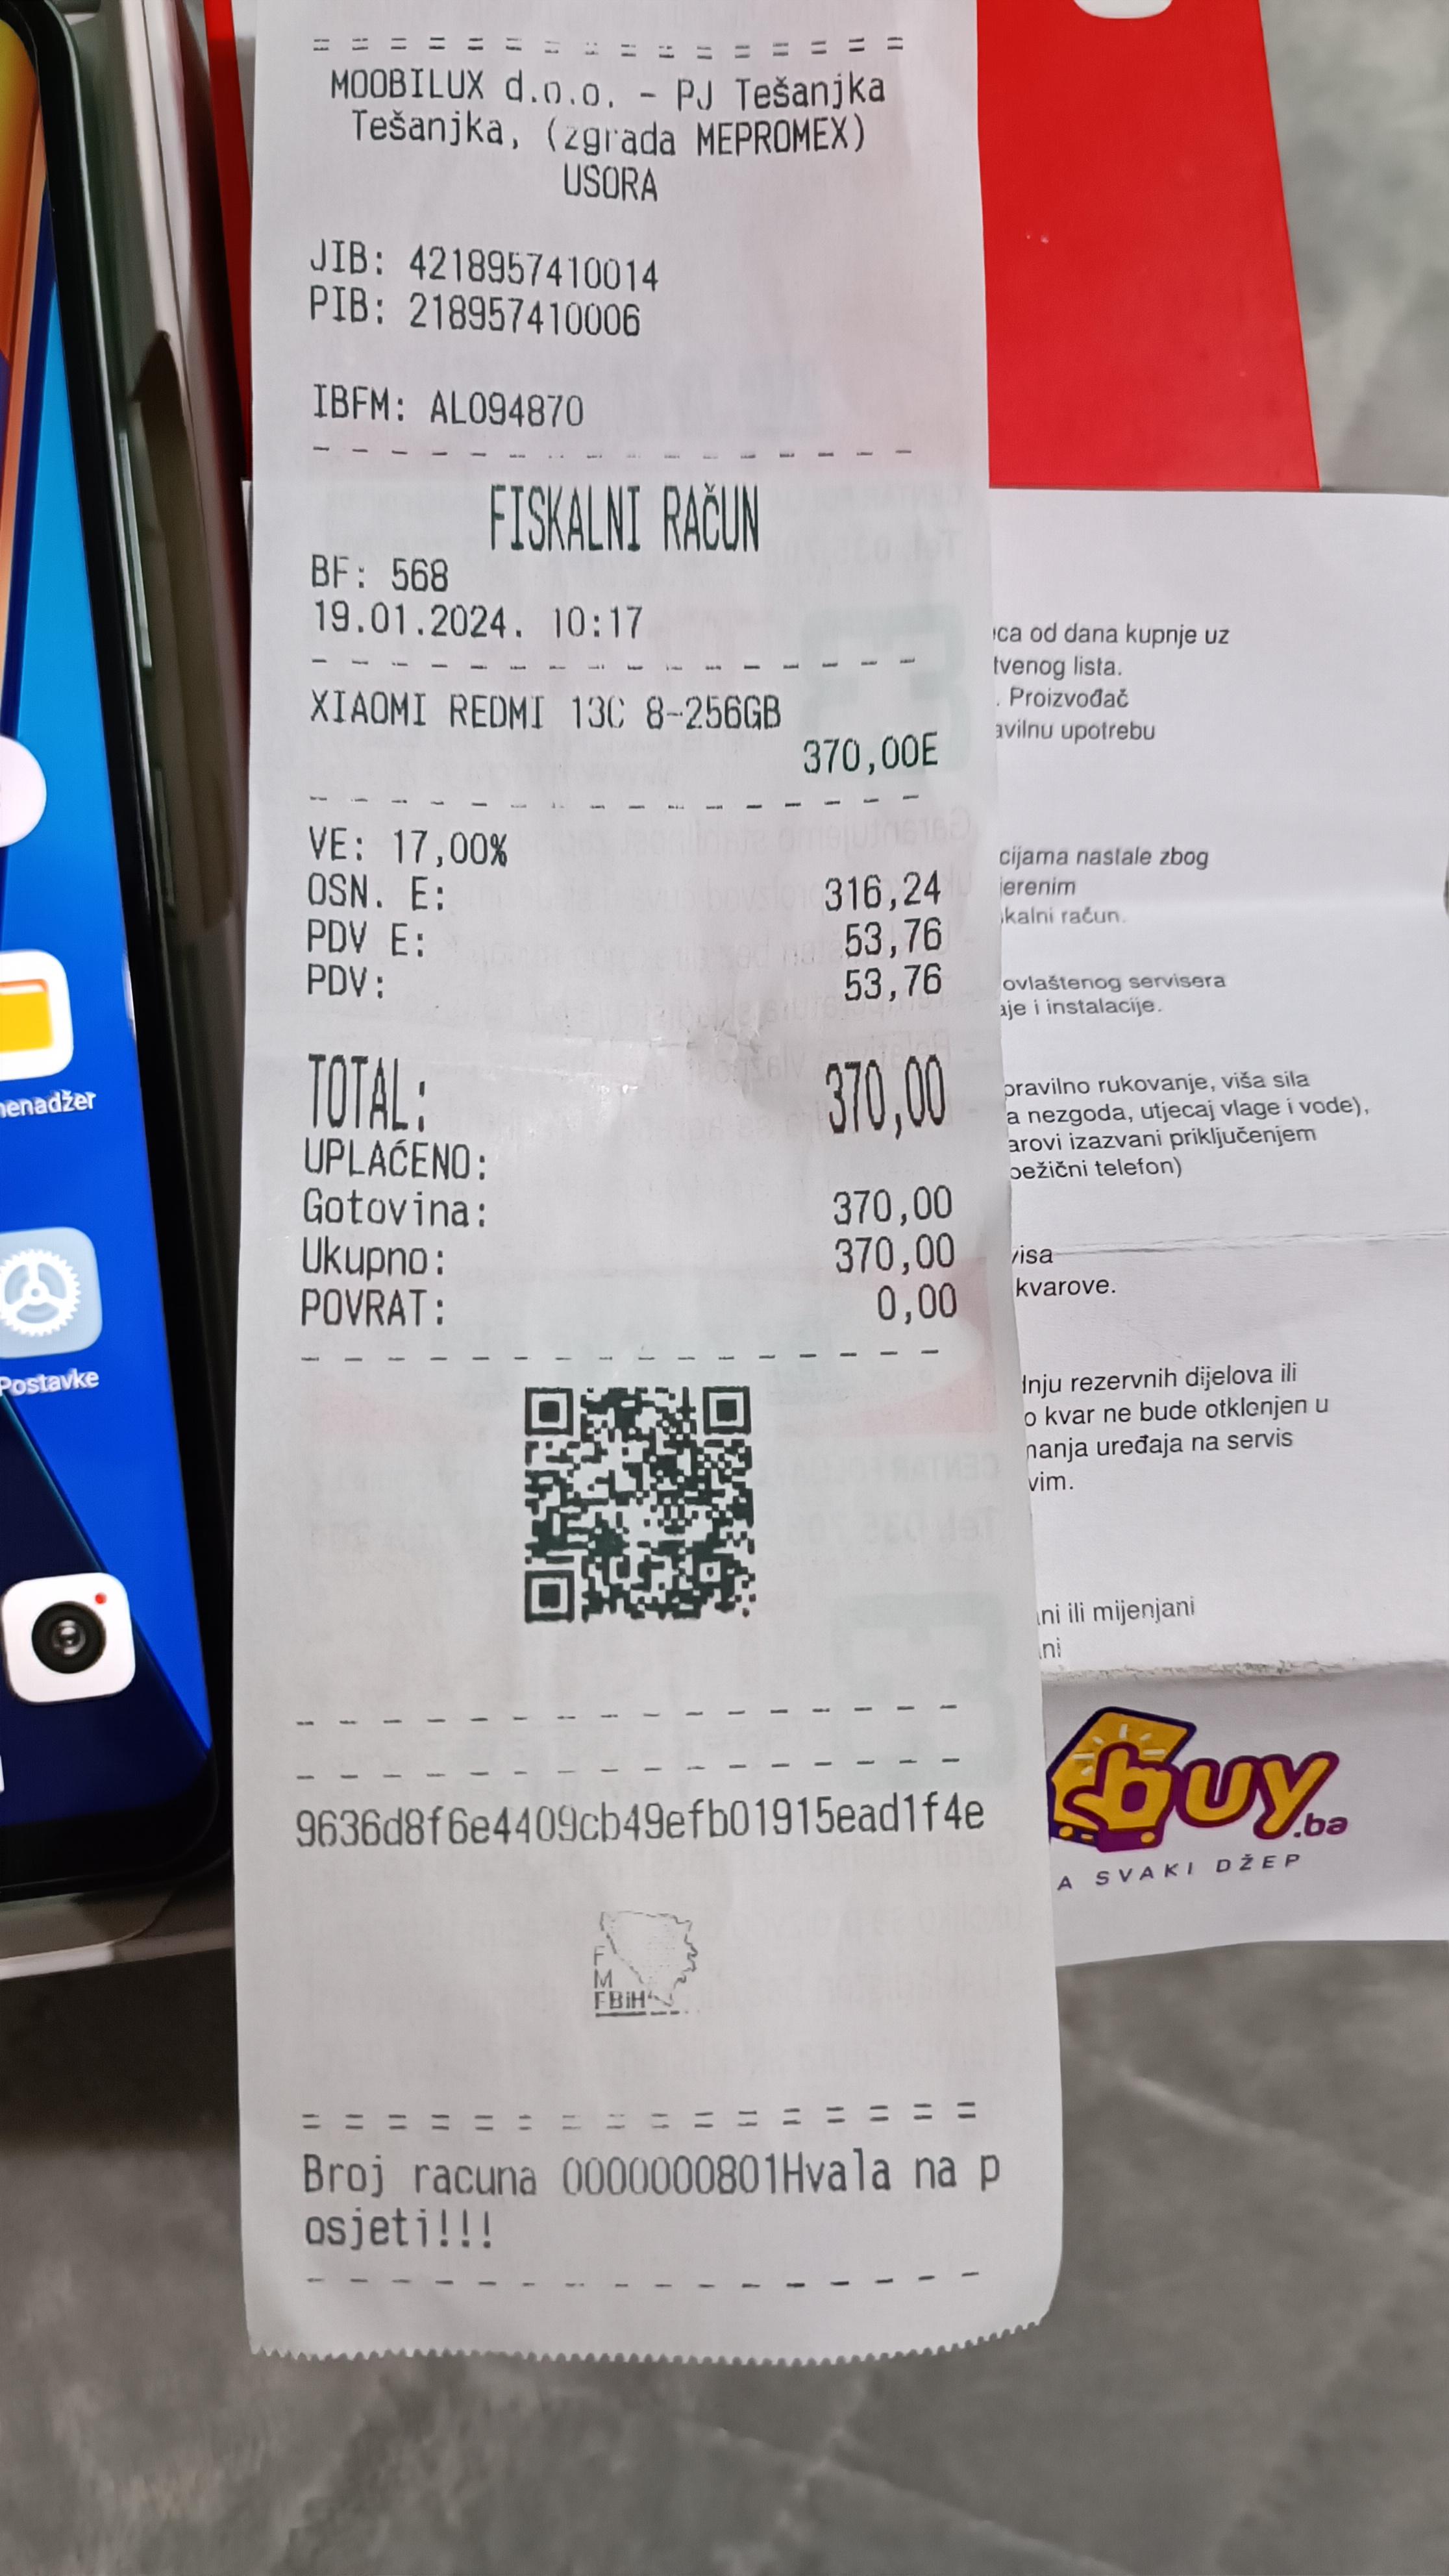 = = = = = = = = = = = = = = = =
MOOBILUX d.o.o. - PJ Tešanjka
Tešanjka, (zgrada MEPROMEX)
USORA
JIB: 4218957410014
PIB: 218957410006
IBFM: AL094870
- - - - - - - - - - - - - - - -
FISKALNI RAČUN
BF: 568
19.01.2024. 10:17
- - - - - - - - - - - - - - - -
XIAOMI REDMI 13C 8-256GB
370,00E
- - - - - - - - - - - - - - - -
VE: 17,00%
OSN. E: 316,24
PDV E: 53,76
PDV: 53,76
TOTAL: 370,00
UPLAĆENO:
Gotovina: 370,00
Ukupno: 370,00
POVRAT: 0,00
- - - - - - - - - - - - - - - -
- - - - - - - - - - - - - - - -
- - - - - - - - - - - - - - - -
9636d8f6e4409cb49efb01915ead1f4e
F
M
FBiH
= = = = = = = = = = = = = = = =
Broj racuna 0000000801Hvala na p
osjeti!!!
- - - - - - - - - - - - - - - -
enadžer
Postavke
ca od dana kupnje uz
tvenog lista.
. Proizvođač
avilnu upotrebu
cijama nastale zbog
jerenim
kalni račun.
ovlaštenog servisera
aje i instalacije.
pravilno rukovanje, viša sila
a nezgoda, utjecaj vlage i vode),
arovi izazvani priključenjem
bežični telefon)
visa
kvarove.
dnju rezervnih dijelova ili
o kvar ne bude otklonjen u
manja uređaja na servis
vim.
ni ili mijenjani
ni
buy.ba
A SVAKI DŽEP